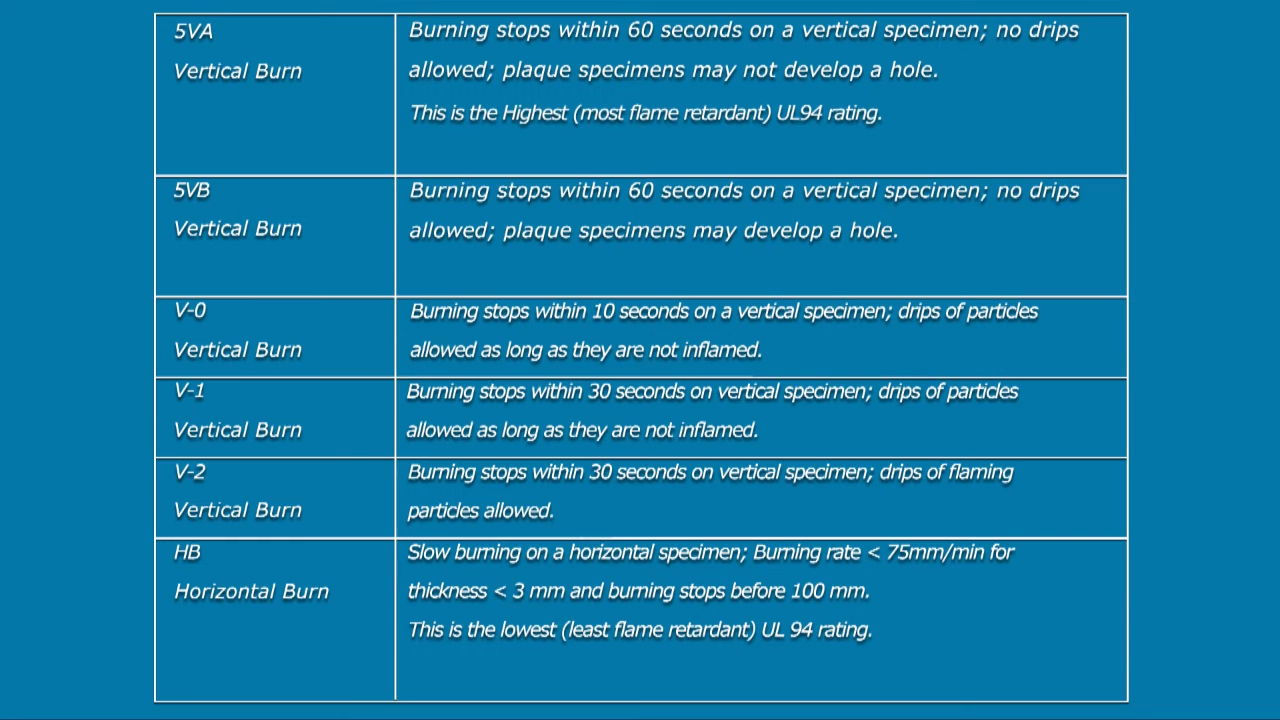 5VA
Vertical Burn
Burning stops within 60 seconds on a vertical specimen; no drips
allowed; plaque specimens may not develop a hole.
This is the Highest (most flame retardant) UL94 rating.
5VB
Vertical Burn
Burning stops within 60 seconds on a vertical specimen; no drips
allowed; plaque specimens may develop a hole.
V-0
Vertical Burn
Burning stops within 10 seconds on a vertical specimen; drips of particles
allowed as long as they are not inflamed.
V-1
Vertical Burn
Burning stops within 30 seconds on vertical specimen; drips of particles
allowed as long as they are not inflamed.
V-2
Vertical Burn
Burning stops within 30 seconds on vertical specimen; drips of flaming
particles allowed.
HB
Horizontal Burn
Slow burning on a horizontal specimen; Burning rate < 75mm/min for
thickness < 3 mm and burning stops before 100 mm.
This is the lowest (least flame retardant) UL 94 rating.